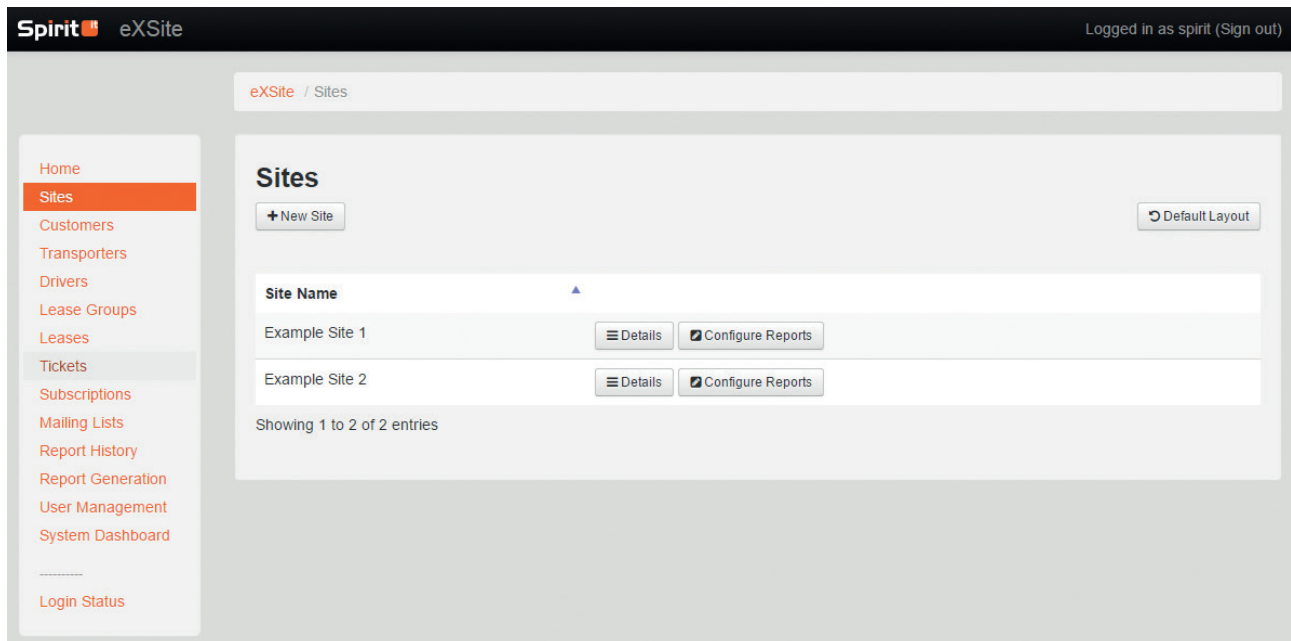 Spirit it eXSite Logged in as spirit (Sign out)
eXSite / Sites
Home
Sites
Customers
Transporters
Drivers
Lease Groups
Leases
Tickets
Subscriptions
Mailing Lists
Report History
Report Generation
User Management
System Dashboard
----------
Login Status
Sites
New Site Default Layout
Site Name
Example Site 1 Details Configure Reports
Example Site 2 Details Configure Reports
Showing 1 to 2 of 2 entries